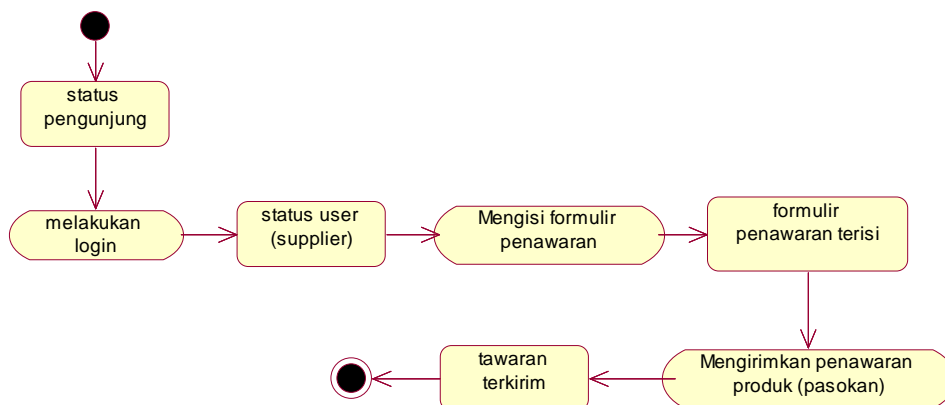 status
pengunjung
melakukan
login
status user
(supplier)
Mengisi formulir
penawaran
formulir
penawaran terisi
Mengirimkan penawaran
produk (pasokan)
tawaran
terkirim